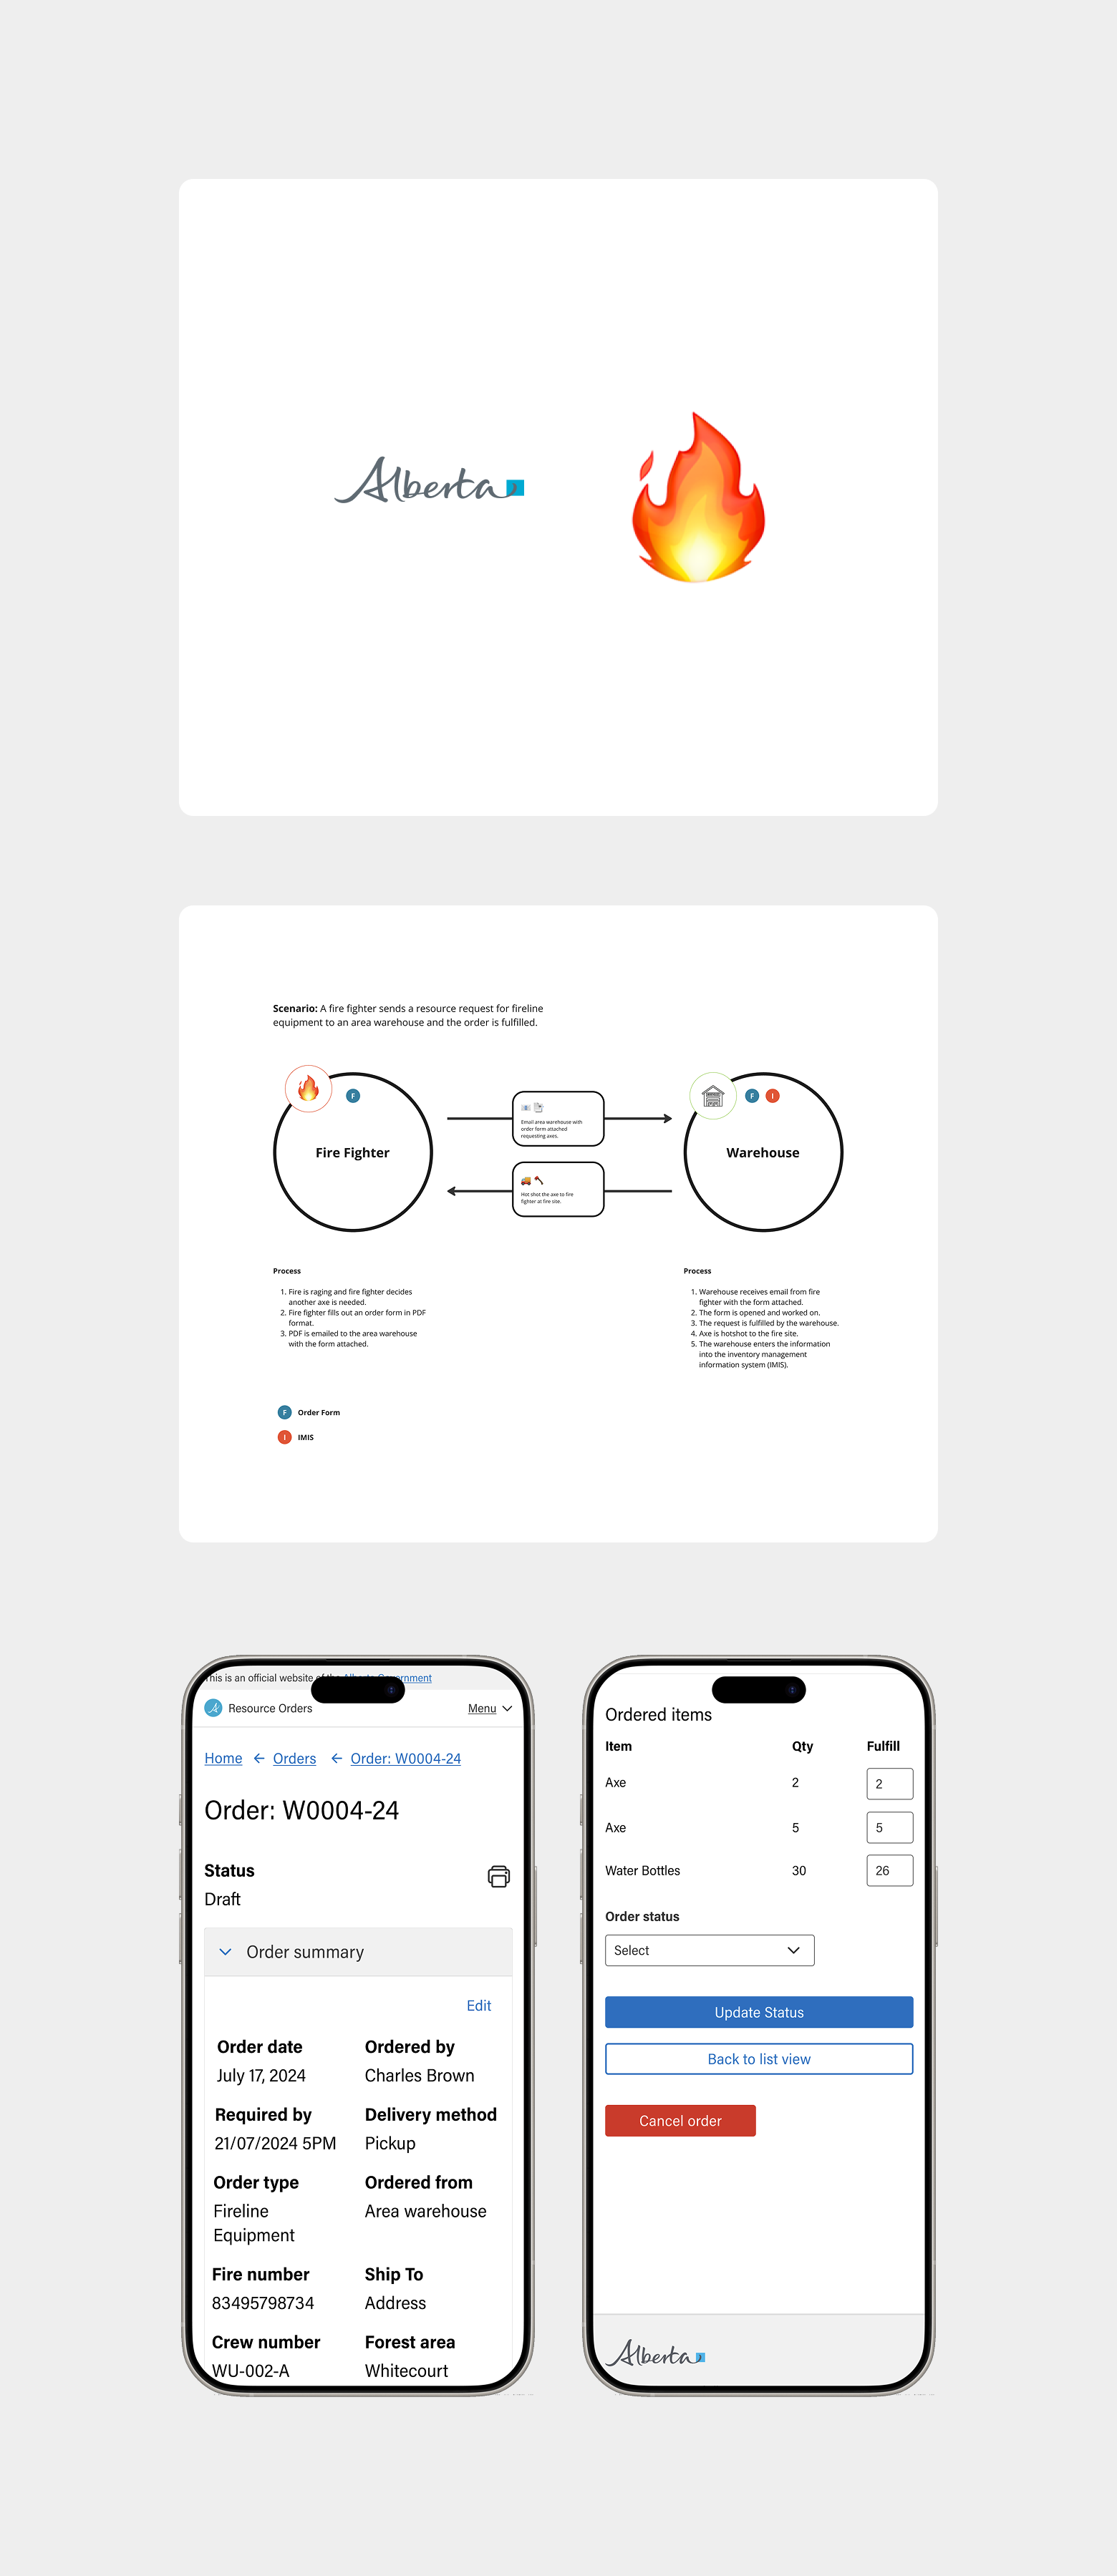 Alberta
Scenario: A fire fighter sends a resource request for fireline
equipment to an area warehouse and the order is fulfilled.
F
Fire Fighter
Email area warehouse with
order form attached
requesting axes.
Hot shot the axe to fire
fighter at fire site.
F I
Warehouse
Process
1. Fire is raging and fire fighter decides
another axe is needed.
2. Fire fighter fills out an order form in PDF
format.
3. PDF is emailed to the area warehouse
with the form attached.
Process
1. Warehouse receives email from fire
fighter with the form attached.
2. The form is opened and worked on.
3. The request is fulfilled by the warehouse.
4. Axe is hotshot to the fire site.
5. The warehouse enters the information
into the inventory management
information system (IMIS).
F Order Form
I IMIS
This is an official website of the Alberta Government
Resource Orders Menu
Home ← Orders ← Order: W0004-24
Order: W0004-24
Status
Draft
Order summary
Edit
Order date Ordered by
July 17, 2024 Charles Brown
Required by Delivery method
21/07/2024 5PM Pickup
Order type Ordered from
Fireline Area warehouse
Equipment
Fire number Ship To
83495798734 Address
Crew number Forest area
WU-002-A Whitecourt
Ordered items
Item Qty Fulfill
Axe 2 2
Axe 5 5
Water Bottles 30 26
Order status
Select
Update Status
Back to list view
Cancel order
Alberta